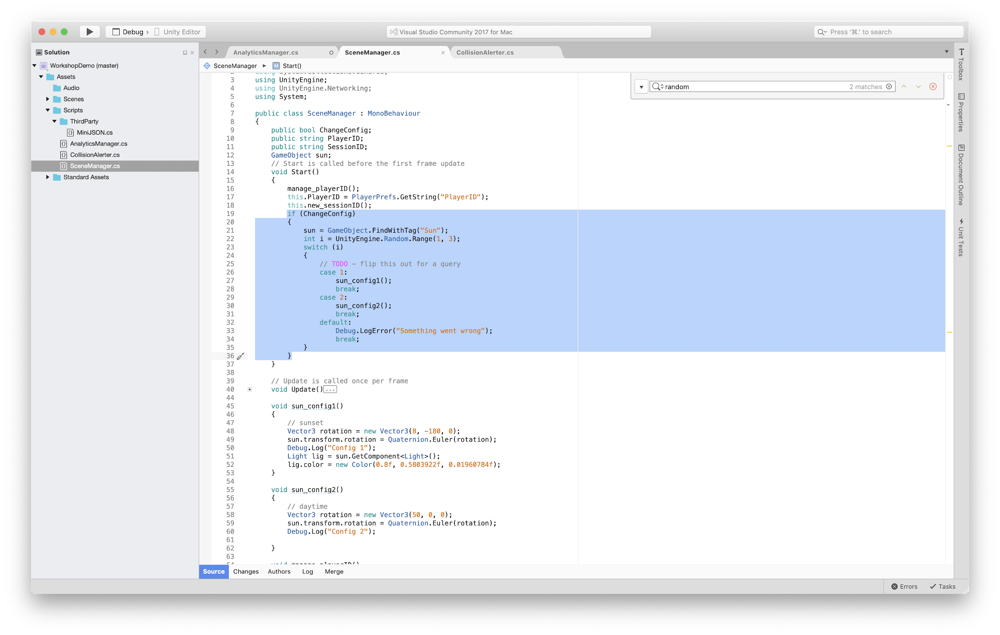 Debug › Unity Editor
Visual Studio Community 2017 for Mac
Press ‘⌘.’ to search
Solution
WorkshopDemo (master)
Assets
Audio
Scenes
Scripts
ThirdParty
MiniJSON.cs
AnalyticsManager.cs
CollisionAlerter.cs
SceneManager.cs
Standard Assets
AnalyticsManager.cs
SceneManager.cs
CollisionAlerter.cs
SceneManager
M Start()
random 2 matches
2 using System.Collections.Generic;
3 using UnityEngine;
4 using UnityEngine.Networking;
5 using System;
6
7 public class SceneManager : MonoBehaviour
8 {
9 public bool ChangeConfig;
10 public string PlayerID;
11 public string SessionID;
12 GameObject sun;
13 // Start is called before the first frame update
14 void Start()
15 {
16 manage_playerID();
17 this.PlayerID = PlayerPrefs.GetString("PlayerID");
18 this.new_sessionID();
19 if (ChangeConfig)
20 {
21 sun = GameObject.FindWithTag("Sun");
22 int i = UnityEngine.Random.Range(1, 3);
23 switch (i)
24 {
25 // TODO - flip this out for a query
26 case 1:
27 sun_config1();
28 break;
29 case 2:
30 sun_config2();
31 break;
32 default:
33 Debug.LogError("Something went wrong");
34 break;
35 }
36 }
37 }
38
39 // Update is called once per frame
40 void Update()...
44
45 void sun_config1()
46 {
47 // sunset
48 Vector3 rotation = new Vector3(8, -180, 0);
49 sun.transform.rotation = Quaternion.Euler(rotation);
50 Debug.Log("Config 1");
51 Light lig = sun.GetComponent<Light>();
52 lig.color = new Color(0.8f, 0.5803922f, 0.01960784f);
53 }
54
55 void sun_config2()
56 {
57 // daytime
58 Vector3 rotation = new Vector3(50, 0, 0);
59 sun.transform.rotation = Quaternion.Euler(rotation);
60 Debug.Log("Config 2");
61
62 }
63
64 void manage_playerID()
Toolbox
Properties
Document Outline
Unit Tests
Source Changes Authors Log Merge
Errors Tasks